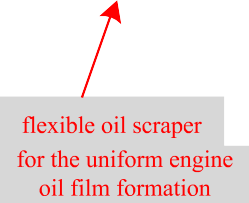 flexible oil scraper
for the uniform engine
oil film formation